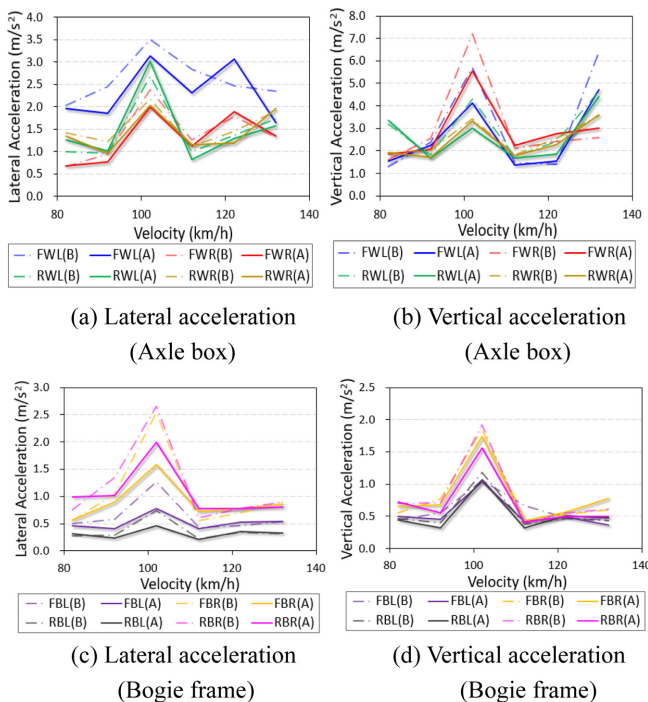 Lateral Acceleration (m/s²)
4.0
3.5
3.0
2.5
2.0
1.5
1.0
0.5
0.0
80 100 120 140
Velocity (km/h)
FWL(B) FWL(A) FWR(B) FWR(A)
RWL(B) RWL(A) RWR(B) RWR(A)
(a) Lateral acceleration
(Axle box)
Vertical Acceleration (m/s²)
8.0
7.0
6.0
5.0
4.0
3.0
2.0
1.0
0.0
80 100 120 140
Velocity (km/h)
FWL(B) FWL(A) FWR(B) FWR(A)
RWL(B) RWL(A) RWR(B) RWR(A)
(b) Vertical acceleration
(Axle box)
Lateral Acceleration (m/s²)
3.0
2.5
2.0
1.5
1.0
0.5
0.0
80 100 120 140
Velocity (km/h)
FBL(B) FBL(A) FBR(B) FBR(A)
RBL(B) RBL(A) RBR(B) RBR(A)
(c) Lateral acceleration
(Bogie frame)
Vertical Acceleration (m/s²)
2.5
2.0
1.5
1.0
0.5
0.0
80 100 120 140
Velocity (km/h)
FBL(B) FBL(A) FBR(B) FBR(A)
RBL(B) RBL(A) RBR(B) RBR(A)
(d) Vertical acceleration
(Bogie frame)